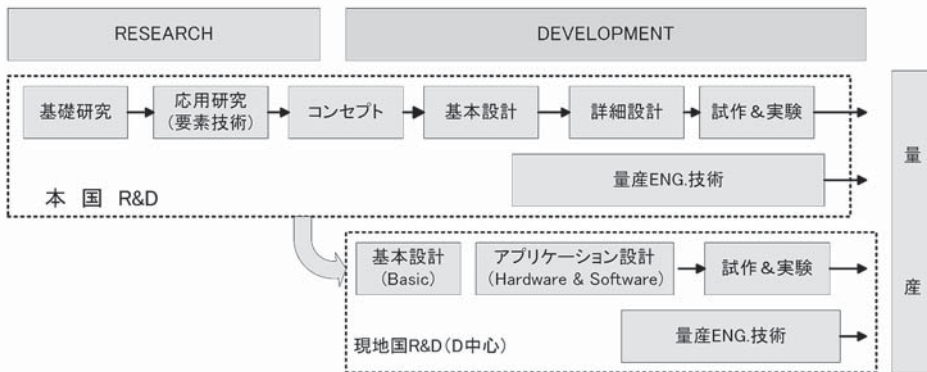 RESEARCH
DEVELOPMENT
基礎研究
応用研究
(要素技術)
コンセプト
基本設計
詳細設計
試作&実験
量産ENG.技術
本 国 R&D
基本設計
(Basic)
アプリケーション設計
(Hardware & Software)
試作&実験
量産ENG.技術
現地国R&D(D中心)
量
産